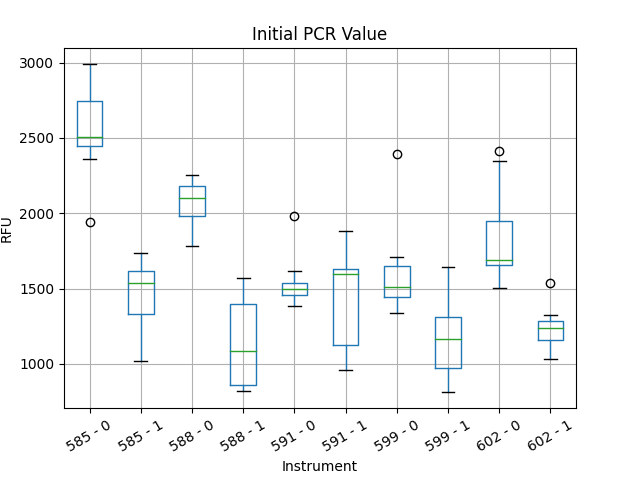 Initial PCR Value
3000
2500
2000
1500
1000
RFU
585 - 0
585 - 1
588 - 0
588 - 1
591 - 0
591 - 1
599 - 0
599 - 1
602 - 0
602 - 1
Instrument